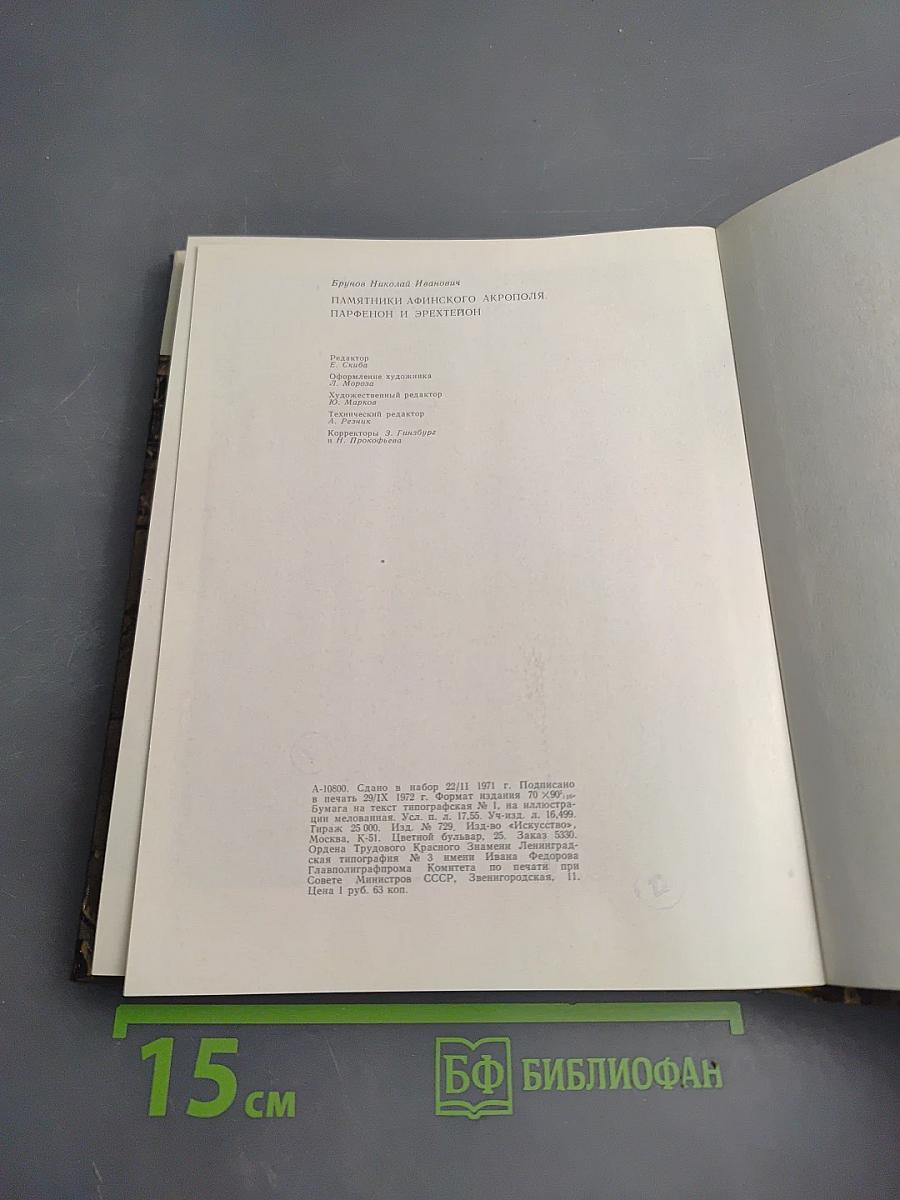 Брунов Николай Иванович
ПАМЯТНИКИ АФИНСКОГО АКРОПОЛЯ.
ПАРФЕНОН И ЭРЕХТЕЙОН
Редактор
Е. Скиба
Оформление художника
Л. Мороза
Художественный редактор
Ю. Марков
Технический редактор
А. Резник
Корректоры З. Гинзбург
и Н. Прокофьева
А-10800. Сдано в набор 22/II 1971 г. Подписано
в печать 29/IX 1972 г. Формат издания 70×90¹/₁₆.
Бумага на текст типографская № 1, на иллюстра-
ции мелованная. Усл. п. л. 17,55. Уч-изд. л. 16,499.
Тираж 25 000. Изд. № 729. Изд-во «Искусство»,
Москва, К-51. Цветной бульвар, 25. Заказ 5330.
Ордена Трудового Красного Знамени Ленинград-
ская типография № 3 имени Ивана Федорова
Главполиграфпрома Комитета по печати при
Совете Министров СССР, Звенигородская, 11.
Цена 1 руб. 63 коп.
15 см
БФ БИБЛИОФАН